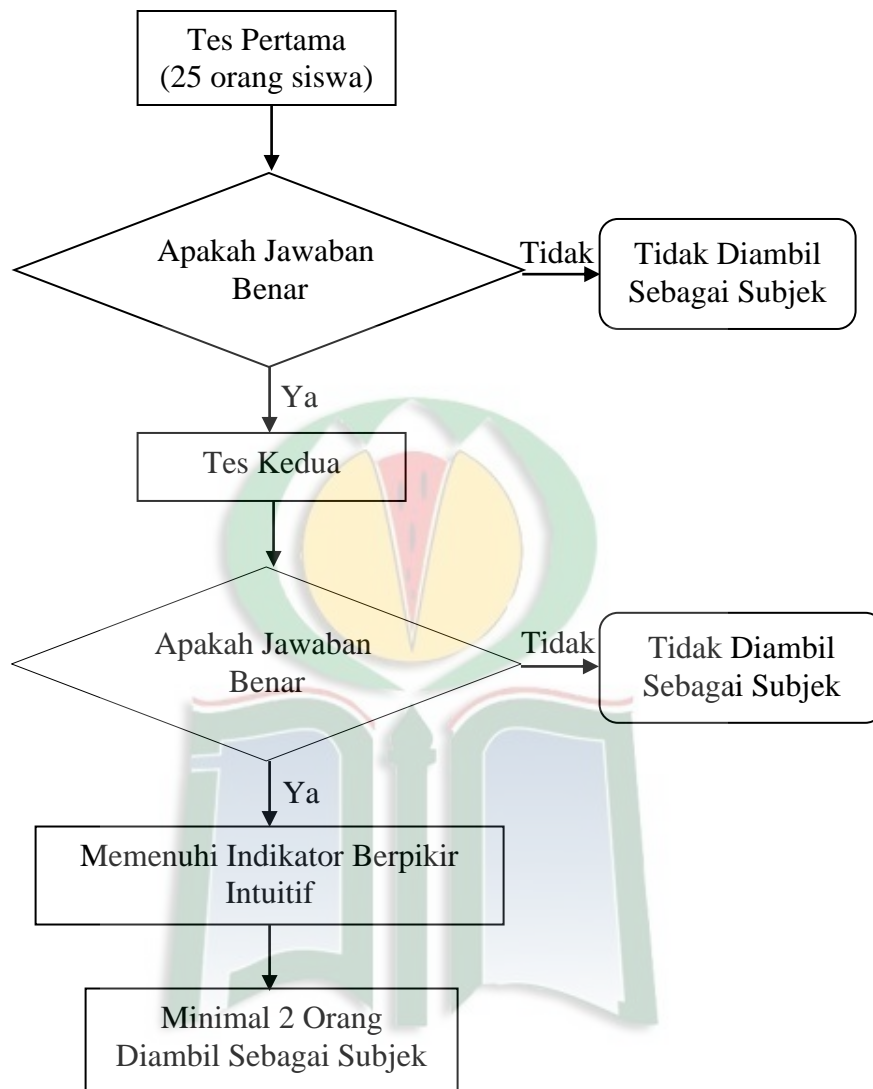 Tes Pertama
(25 orang siswa)
Apakah Jawaban
Benar
Tidak
Tidak Diambil
Sebagai Subjek
Ya
Tes Kedua
Apakah Jawaban
Benar
Tidak
Tidak Diambil
Sebagai Subjek
Ya
Memenuhi Indikator Berpikir
Intuitif
Minimal 2 Orang
Diambil Sebagai Subjek